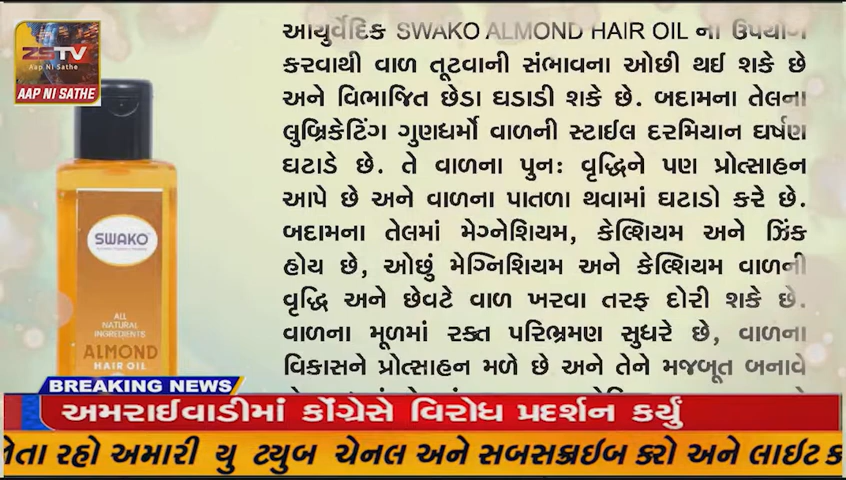 ZSTV
Aap Ni Sathe
AAP NI SATHE
આયુર્વેદિક SWAKO ALMOND HAIR OIL ના ઉપયોગ
કરવાથી વાળ તૂટવાની સંભાવના ઓછી થઈ શકે છે
અને વિભાજિત છેડા ઘડાડી શકે છે. બદામના તેલના
લુબ્રિકેટિંગ ગુણધર્મો વાળની સ્ટાઈલ દરમિયાન ઘર્ષણ
ઘટાડે છે. તે વાળના પુનઃ વૃદ્ધિને પણ પ્રોત્સાહન
આપે છે અને વાળના પાતળા થવામાં ઘટાડો કરે છે.
બદામના તેલમાં મેગ્નેશિયમ, કેલ્શિયમ અને ઝિંક
હોય છે, ઓછું મેગ્નિશિયમ અને કેલ્શિયમ વાળની
વૃદ્ધિ અને છેવટે વાળ ખરવા તરફ દોરી શકે છે.
વાળના મૂળમાં રક્ત પરિભ્રમણ સુધરે છે, વાળના
વિકાસને પ્રોત્સાહન મળે છે અને તેને મજબૂત બનાવે
SWAKO
ALL
NATURAL
INGREDIENTS
ALMOND
HAIR OIL
BREAKING NEWS
અમરાઈવાડીમાં કોંગ્રેસે વિરોધ પ્રદર્શન કર્યું
રહો અમારી યુ ટ્યુબ ચેનલ અને સબસક્રાઇબ કરો અને લાઈટ